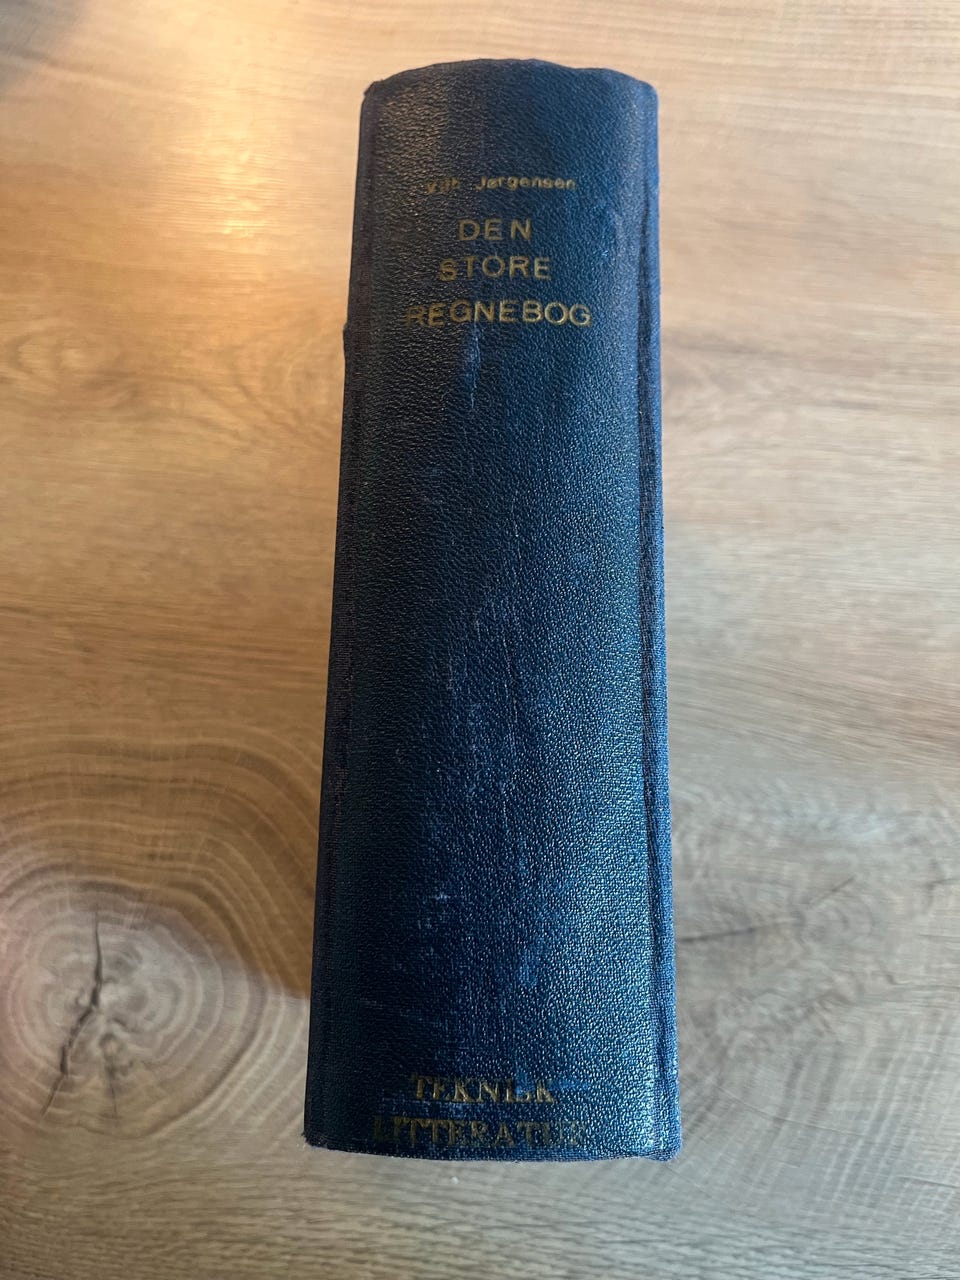 Vilh Jørgensen
DEN
STORE
REGNEBOG
TEKNISK
LITTERATUR